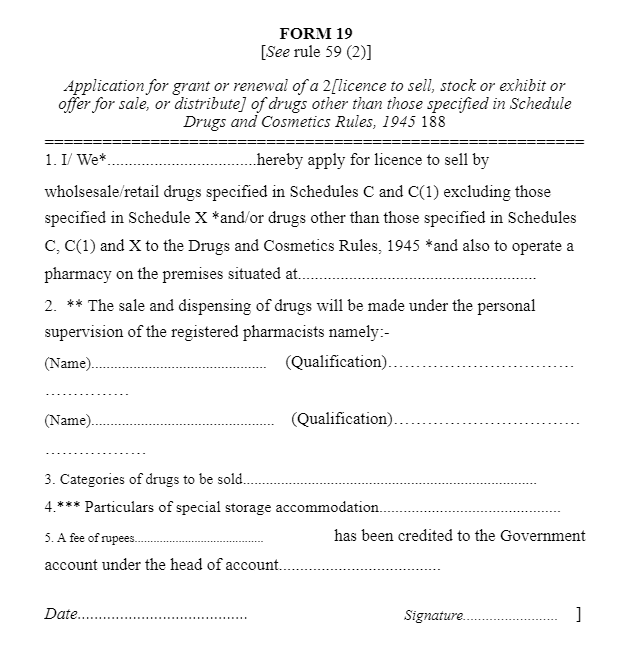 FORM 19
[See rule 59 (2)]
Application for grant or renewal of a 2[licence to sell, stock or exhibit or
offer for sale, or distribute] of drugs other than those specified in Schedule
Drugs and Cosmetics Rules, 1945 188
========================================================
1. I/ We*....................................hereby apply for licence to sell by
wholsesale/retail drugs specified in Schedules C and C(1) excluding those
specified in Schedule X *and/or drugs other than those specified in Schedules
C, C(1) and X to the Drugs and Cosmetics Rules, 1945 *and also to operate a
pharmacy on the premises situated at..........................................................
2. ** The sale and dispensing of drugs will be made under the personal
supervision of the registered pharmacists namely:-
(Name).................................................. (Qualification)................................
...............
(Name).................................................... (Qualification)................................
..................
3. Categories of drugs to be sold....................................................................................
4.*** Particulars of special storage accommodation....................................................
5. A fee of rupees........................................... has been credited to the Government
account under the head of account.......................................
Date......................................... Signature........................... ]